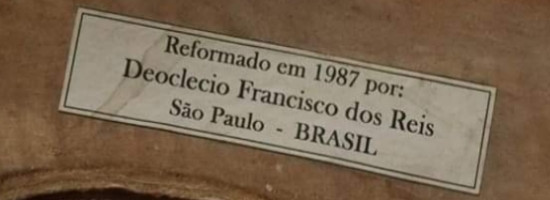 Reformado em 1987 por:
Deoclecio Francisco dos Reis
São Paulo - BRASIL